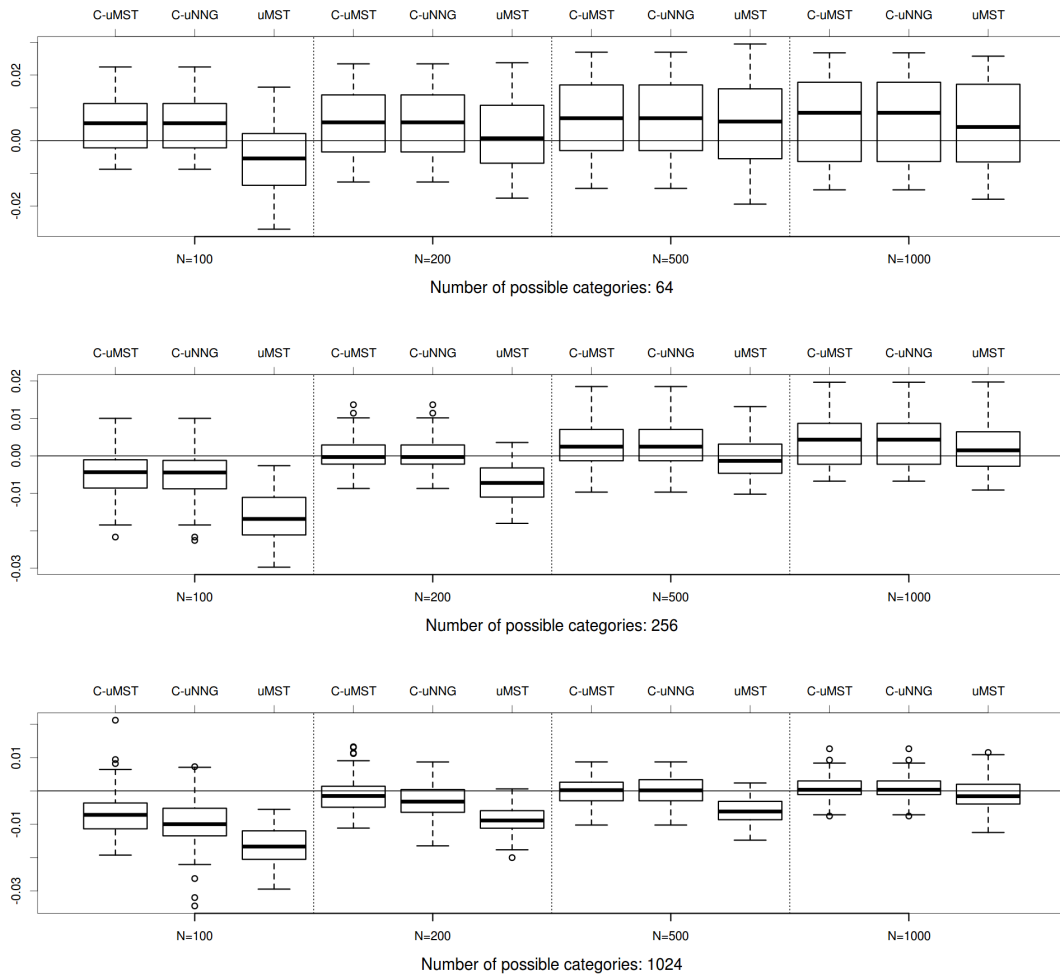 C-uMST C-uNNG uMST C-uMST C-uNNG uMST C-uMST C-uNNG uMST C-uMST C-uNNG uMST
0.02
0.00
-0.02
N=100 N=200 N=500 N=1000
Number of possible categories: 64
C-uMST C-uNNG uMST C-uMST C-uNNG uMST C-uMST C-uNNG uMST C-uMST C-uNNG uMST
0.02
0.01
0.00
-0.01
-0.03
N=100 N=200 N=500 N=1000
Number of possible categories: 256
C-uMST C-uNNG uMST C-uMST C-uNNG uMST C-uMST C-uNNG uMST C-uMST C-uNNG uMST
0.01
-0.01
-0.03
N=100 N=200 N=500 N=1000
Number of possible categories: 1024